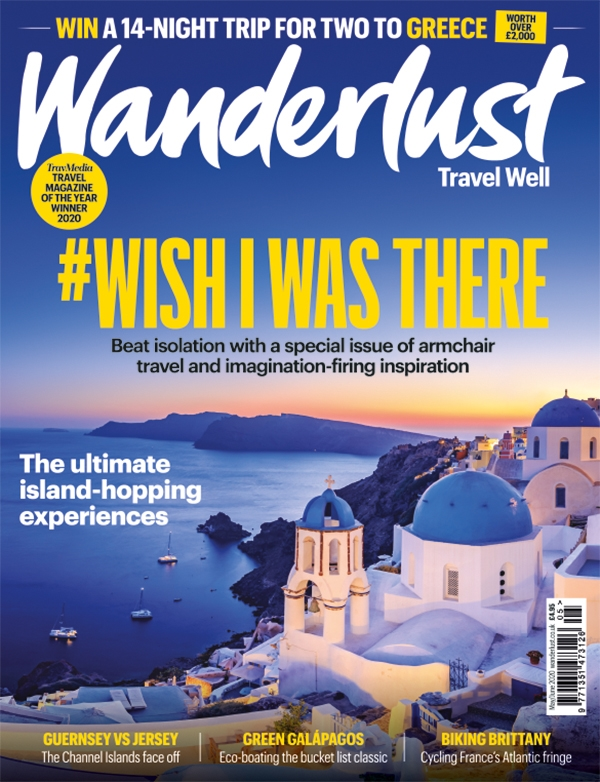 WIN A 14-NIGHT TRIP FOR TWO TO GREECE
WORTH
OVER
£2,000
Wanderlust
Travel Well
TravMedia
TRAVEL
MAGAZINE
OF THE YEAR
WINNER
2020
#WISH I WAS THERE
Beat isolation with a special issue of armchair
travel and imagination-firing inspiration
The ultimate
island-hopping
experiences
May/June 2020 wanderlust.co.uk £4.95
05>
9 771351 473126
GUERNSEY VS JERSEY
The Channel Islands face off
GREEN GALÁPAGOS
Eco-boating the bucket list classic
BIKING BRITTANY
Cycling France's Atlantic fringe